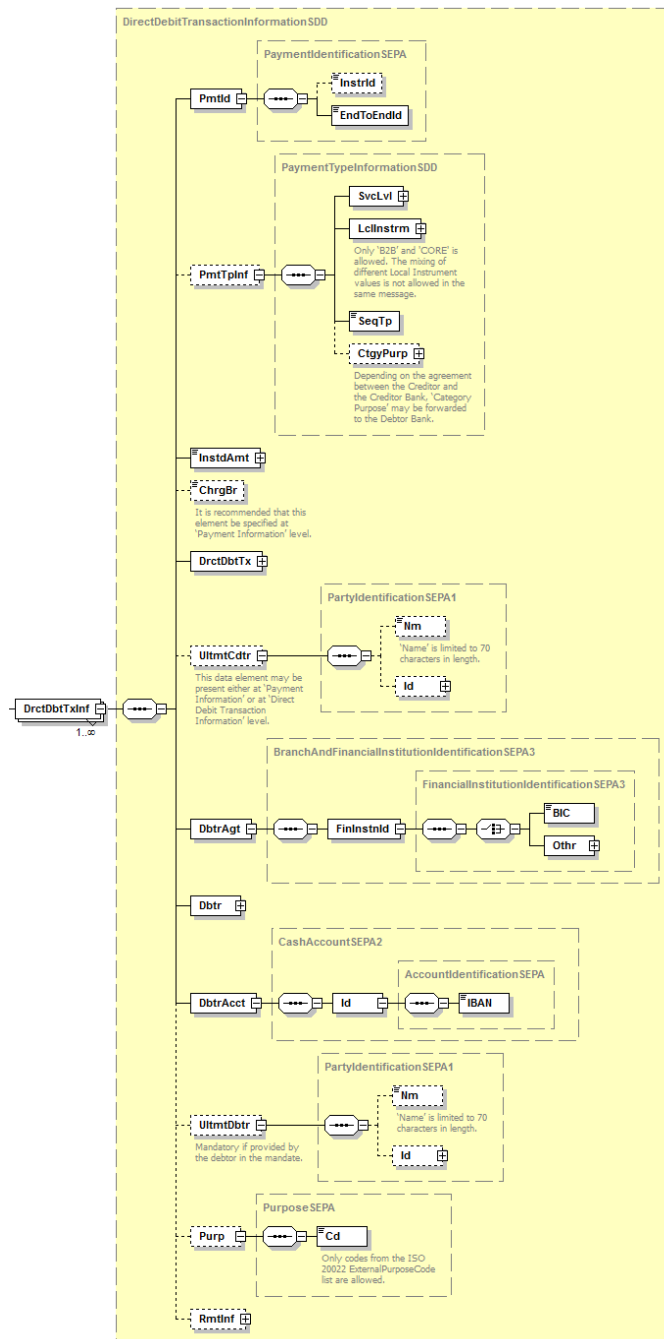 DirectDebitTransactionInformationSDD
PaymentIdentificationSEPA
InstrId
PmtId
EndToEndId
PaymentTypeInformationSDD
SvcLvl
LclInstrm
Only 'B2B' and 'CORE' is
allowed. The mixing of
different Local Instrument
values is not allowed in the
same message.
PmtTpInf
SeqTp
CtgyPurp
Depending on the agreement
between the Creditor and
the Creditor Bank, 'Category
Purpose' may be forwarded
to the Debtor Bank.
InstdAmt
ChrgBr
It is recommended that this
element be specified at
'Payment Information' level.
DrctDbtTx
PartyIdentificationSEPA1
Nm
'Name' is limited to 70
characters in length.
UltmtCdtr
This data element may be
present either at 'Payment
Information' or at 'Direct
Debit Transaction
Information' level.
Id
DrctDbtTxInf
1..∞
BranchAndFinancialInstitutionIdentificationSEPA3
FinancialInstitutionIdentificationSEPA3
BIC
DbtrAgt
FinInstnId
Othr
Dbtr
CashAccountSEPA2
AccountIdentificationSEPA
DbtrAcct
Id
IBAN
PartyIdentificationSEPA1
Nm
'Name' is limited to 70
characters in length.
UltmtDbtr
Mandatory if provided by
the debtor in the mandate.
Id
PurposeSEPA
Purp
Cd
Only codes from the ISO
20022 ExternalPurposeCode
list are allowed.
RmtInf